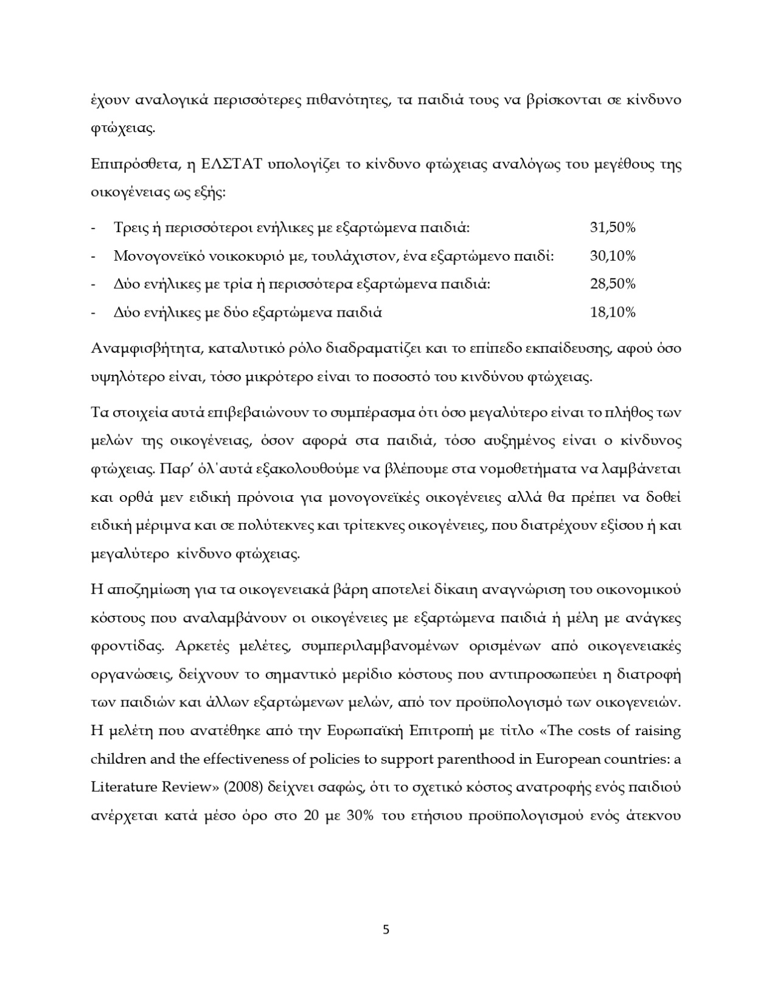 έχουν αναλογικά περισσότερες πιθανότητες, τα παιδιά τους να βρίσκονται σε κίνδυνο
φτώχειας.
Επιπρόσθετα, η ΕΛΣΤΑΤ υπολογίζει το κίνδυνο φτώχειας αναλόγως του μεγέθους της
οικογένειας ως εξής:
- Τρεις ή περισσότεροι ενήλικες με εξαρτώμενα παιδιά: 31,50%
- Μονογονεϊκό νοικοκυριό με, τουλάχιστον, ένα εξαρτώμενο παιδί: 30,10%
- Δύο ενήλικες με τρία ή περισσότερα εξαρτώμενα παιδιά: 28,50%
- Δύο ενήλικες με δύο εξαρτώμενα παιδιά 18,10%
Αναμφισβήτητα, καταλυτικό ρόλο διαδραματίζει και το επίπεδο εκπαίδευσης, αφού όσο
υψηλότερο είναι, τόσο μικρότερο είναι το ποσοστό του κινδύνου φτώχειας.
Τα στοιχεία αυτά επιβεβαιώνουν το συμπέρασμα ότι όσο μεγαλύτερο είναι το πλήθος των
μελών της οικογένειας, όσον αφορά στα παιδιά, τόσο αυξημένος είναι ο κίνδυνος
φτώχειας. Παρ’ όλ΄αυτά εξακολουθούμε να βλέπουμε στα νομοθετήματα να λαμβάνεται
και ορθά μεν ειδική πρόνοια για μονογονεϊκές οικογένειες αλλά θα πρέπει να δοθεί
ειδική μέριμνα και σε πολύτεκνες και τρίτεκνες οικογένειες, που διατρέχουν εξίσου ή και
μεγαλύτερο κίνδυνο φτώχειας.
Η αποζημίωση για τα οικογενειακά βάρη αποτελεί δίκαιη αναγνώριση του οικονομικού
κόστους που αναλαμβάνουν οι οικογένειες με εξαρτώμενα παιδιά ή μέλη με ανάγκες
φροντίδας. Αρκετές μελέτες, συμπεριλαμβανομένων ορισμένων από οικογενειακές
οργανώσεις, δείχνουν το σημαντικό μερίδιο κόστους που αντιπροσωπεύει η διατροφή
των παιδιών και άλλων εξαρτώμενων μελών, από τον προϋπολογισμό των οικογενειών.
Η μελέτη που ανατέθηκε από την Ευρωπαϊκή Επιτροπή με τίτλο «The costs of raising
children and the effectiveness of policies to support parenthood in European countries: a
Literature Review» (2008) δείχνει σαφώς, ότι το σχετικό κόστος ανατροφής ενός παιδιού
ανέρχεται κατά μέσο όρο στο 20 με 30% του ετήσιου προϋπολογισμού ενός άτεκνου
5